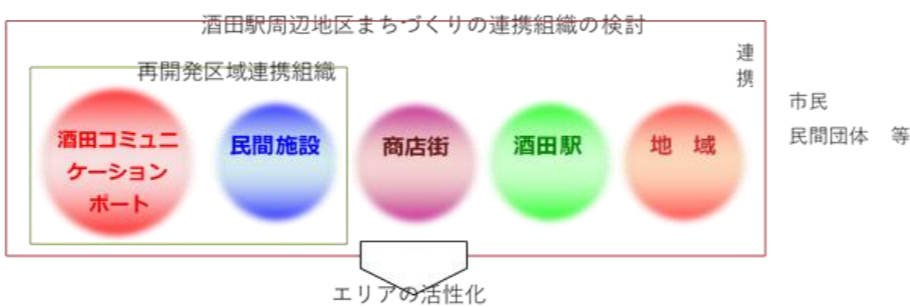 酒田駅周辺地区まちづくりの連携組織の検討
連
携
再開発区域連携組織
酒田コミュニ
ケーション
ポート
民間施設
商店街
酒田駅
地　域
市民
民間団体　等
エリアの活性化